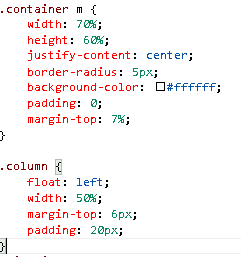 .container m {
width: 70%;
height: 60%;
justify-content: center;
border-radius: 5px;
background-color: #ffffff;
padding: 0;
margin-top: 7%;
}
.column {
float: left;
width: 50%;
margin-top: 6px;
padding: 20px;
}